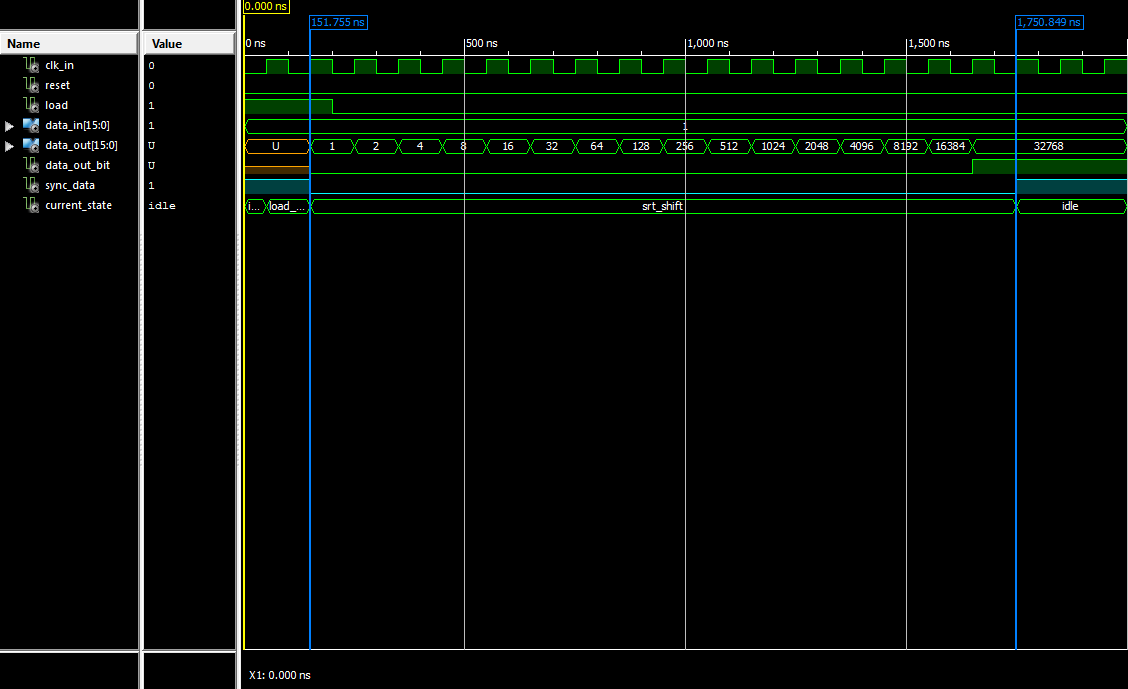 0.000 ns
151.755 ns 1,750.849 ns
Name Value 0 ns 500 ns 1,000 ns 1,500 ns
clk_in 0
reset 0
load 1
data_in[15:0] 1 1
data_out[15:0] U U 1 2 4 8 16 32 64 128 256 512 1024 2048 4096 8192 16384 32768
data_out_bit U
sync_data 1
current_state idle i... load_... srt_shift idle
X1: 0.000 ns